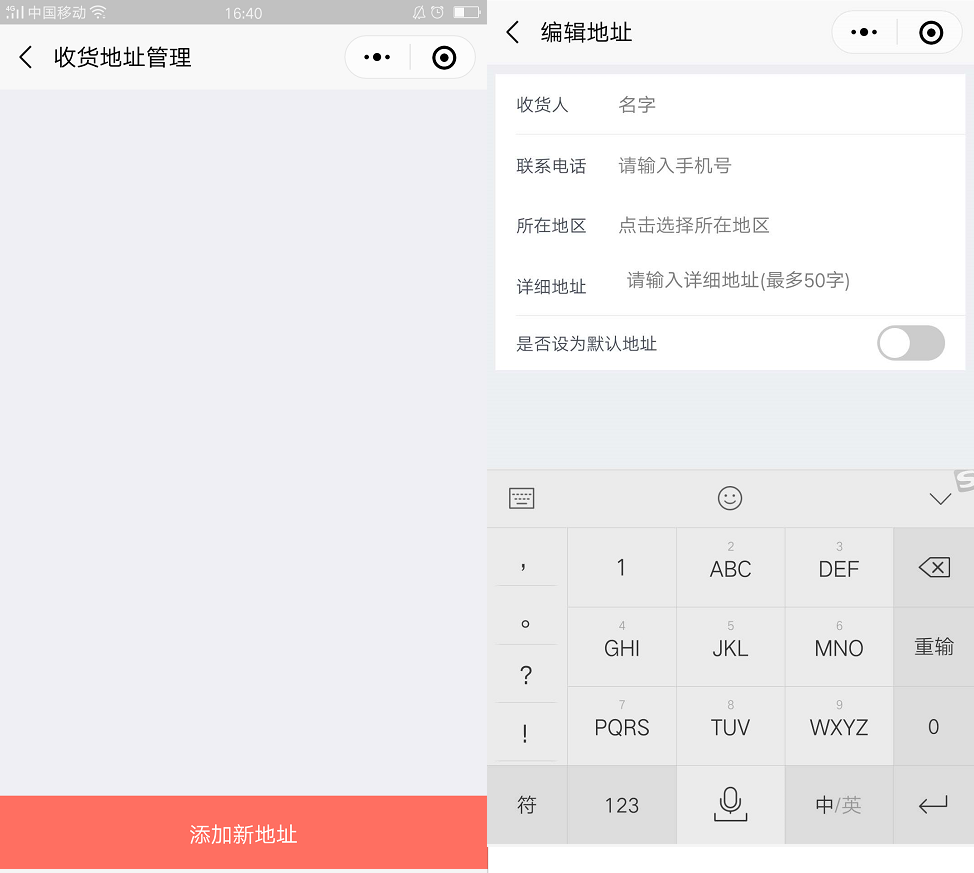 4G 中国移动 16:40
收货地址管理
添加新地址
编辑地址
收货人 名字
联系电话 请输入手机号
所在地区 点击选择所在地区
详细地址 请输入详细地址(最多50字)
是否设为默认地址
S
,
。
?
!
1
2
ABC
3
DEF
4
GHI
5
JKL
6
MNO
重输
7
PQRS
8
TUV
9
WXYZ
0
符
123
中/英